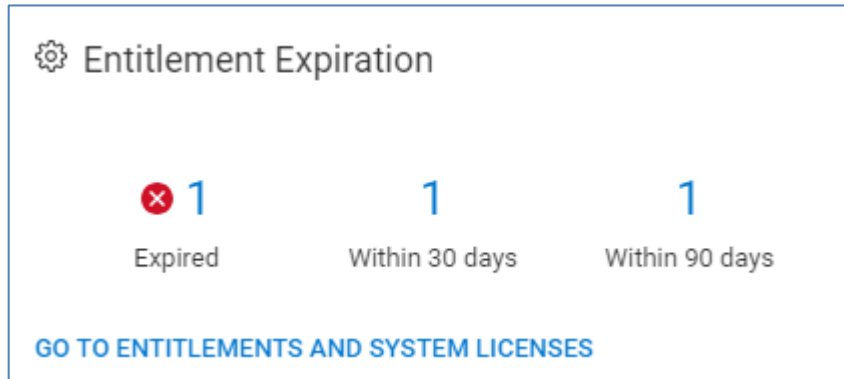 Entitlement Expiration
1 1 1
Expired Within 30 days Within 90 days
GO TO ENTITLEMENTS AND SYSTEM LICENSES